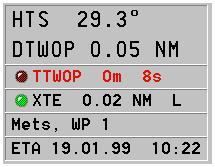 HTS 29.3°
DTWOP 0.05 NM
TTWOP 0m 8s
XTE 0.02 NM L
Mets, WP 1
ETA 19.01.99 10:22